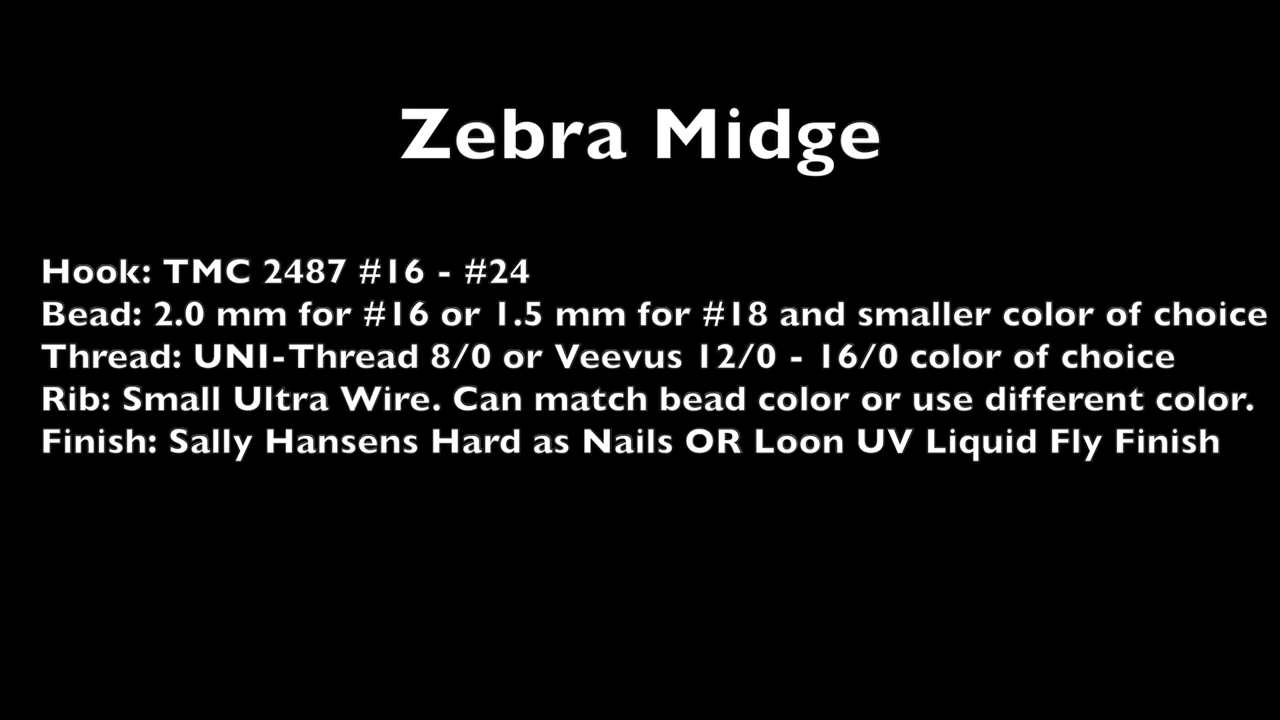 Zebra Midge
Hook: TMC 2487 #16 - #24
Bead: 2.0 mm for #16 or 1.5 mm for #18 and smaller color of choice
Thread: UNI-Thread 8/0 or Veevus 12/0 - 16/0 color of choice
Rib: Small Ultra Wire. Can match bead color or use different color.
Finish: Sally Hansens Hard as Nails OR Loon UV Liquid Fly Finish